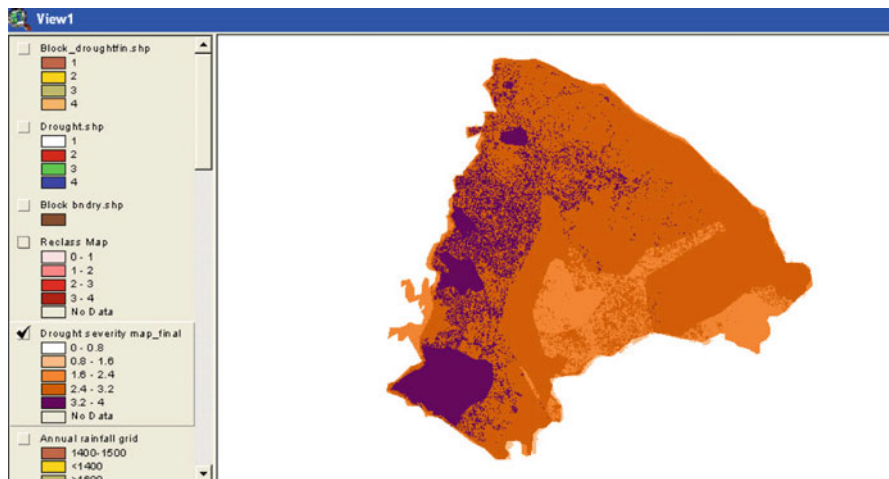 View1
Block_droughtfin.shp
1
2
3
4
Drought.shp
1
2
3
4
Block bndry.shp
Reclass Map
0 - 1
1 - 2
2 - 3
3 - 4
No Data
Drought severity map_final
0 - 0.8
0.8 - 1.6
1.6 - 2.4
2.4 - 3.2
3.2 - 4
No Data
Annual rainfall grid
1400-1500
<1400